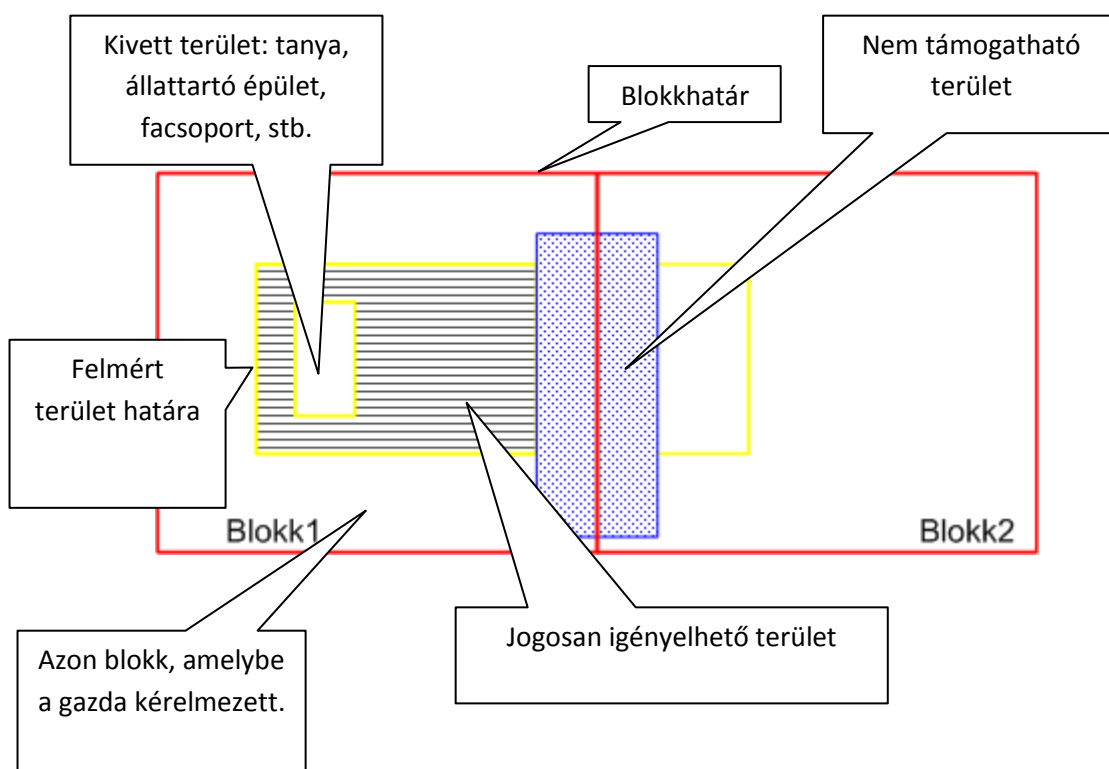 Kivett terület: tanya,
állattartó épület,
facsoport, stb.
Nem támogatható
terület
Blokkhatár
Felmért
terület határa
Blokk1
Blokk2
Jogosan igényelhető terület
Azon blokk, amelybe
a gazda kérelmezett.